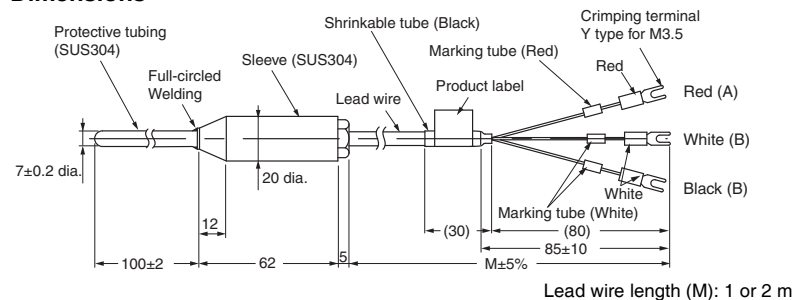 Dimensions
Protective tubing
(SUS304)
Full-circled
Welding
Sleeve (SUS304)
Shrinkable tube (Black)
Lead wire
Product label
Marking tube (Red)
Crimping terminal
Y type for M3.5
Red
Red (A)
White (B)
Black (B)
White
Marking tube (White)
7±0.2 dia.
20 dia.
12
(30)
(80)
85±10
100±2
62
5
M±5%
Lead wire length (M): 1 or 2 m